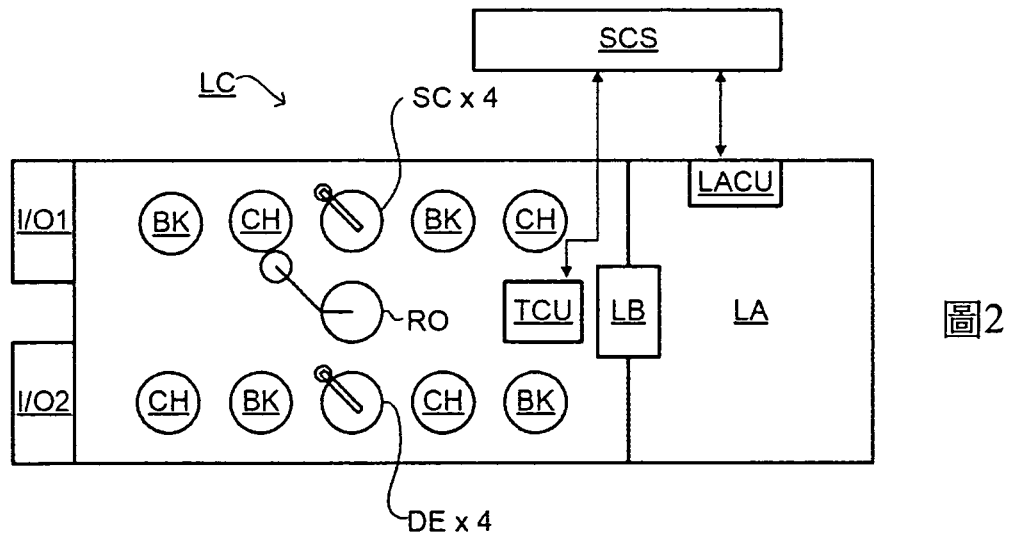 SCS
LC
SC x 4
LACU
I/O1
BK
CH
BK
CH
TCU
LB
LA
RO
圖2
I/O2
CH
BK
CH
BK
DE x 4